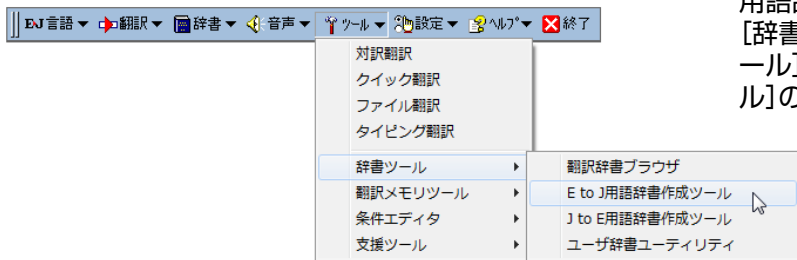 EJ言語▼ 翻訳▼ 辞書▼ 音声▼ ツール▼ 設定▼ ヘルプ▼ 終了
対訳翻訳
クイック翻訳
ファイル翻訳
タイピング翻訳
辞書ツール
翻訳メモリツール
条件エディタ
支援ツール
翻訳辞書ブラウザ
E to J用語辞書作成ツール
J to E用語辞書作成ツール
ユーザ辞書ユーティリティ
[辞書
ール]
ル]の